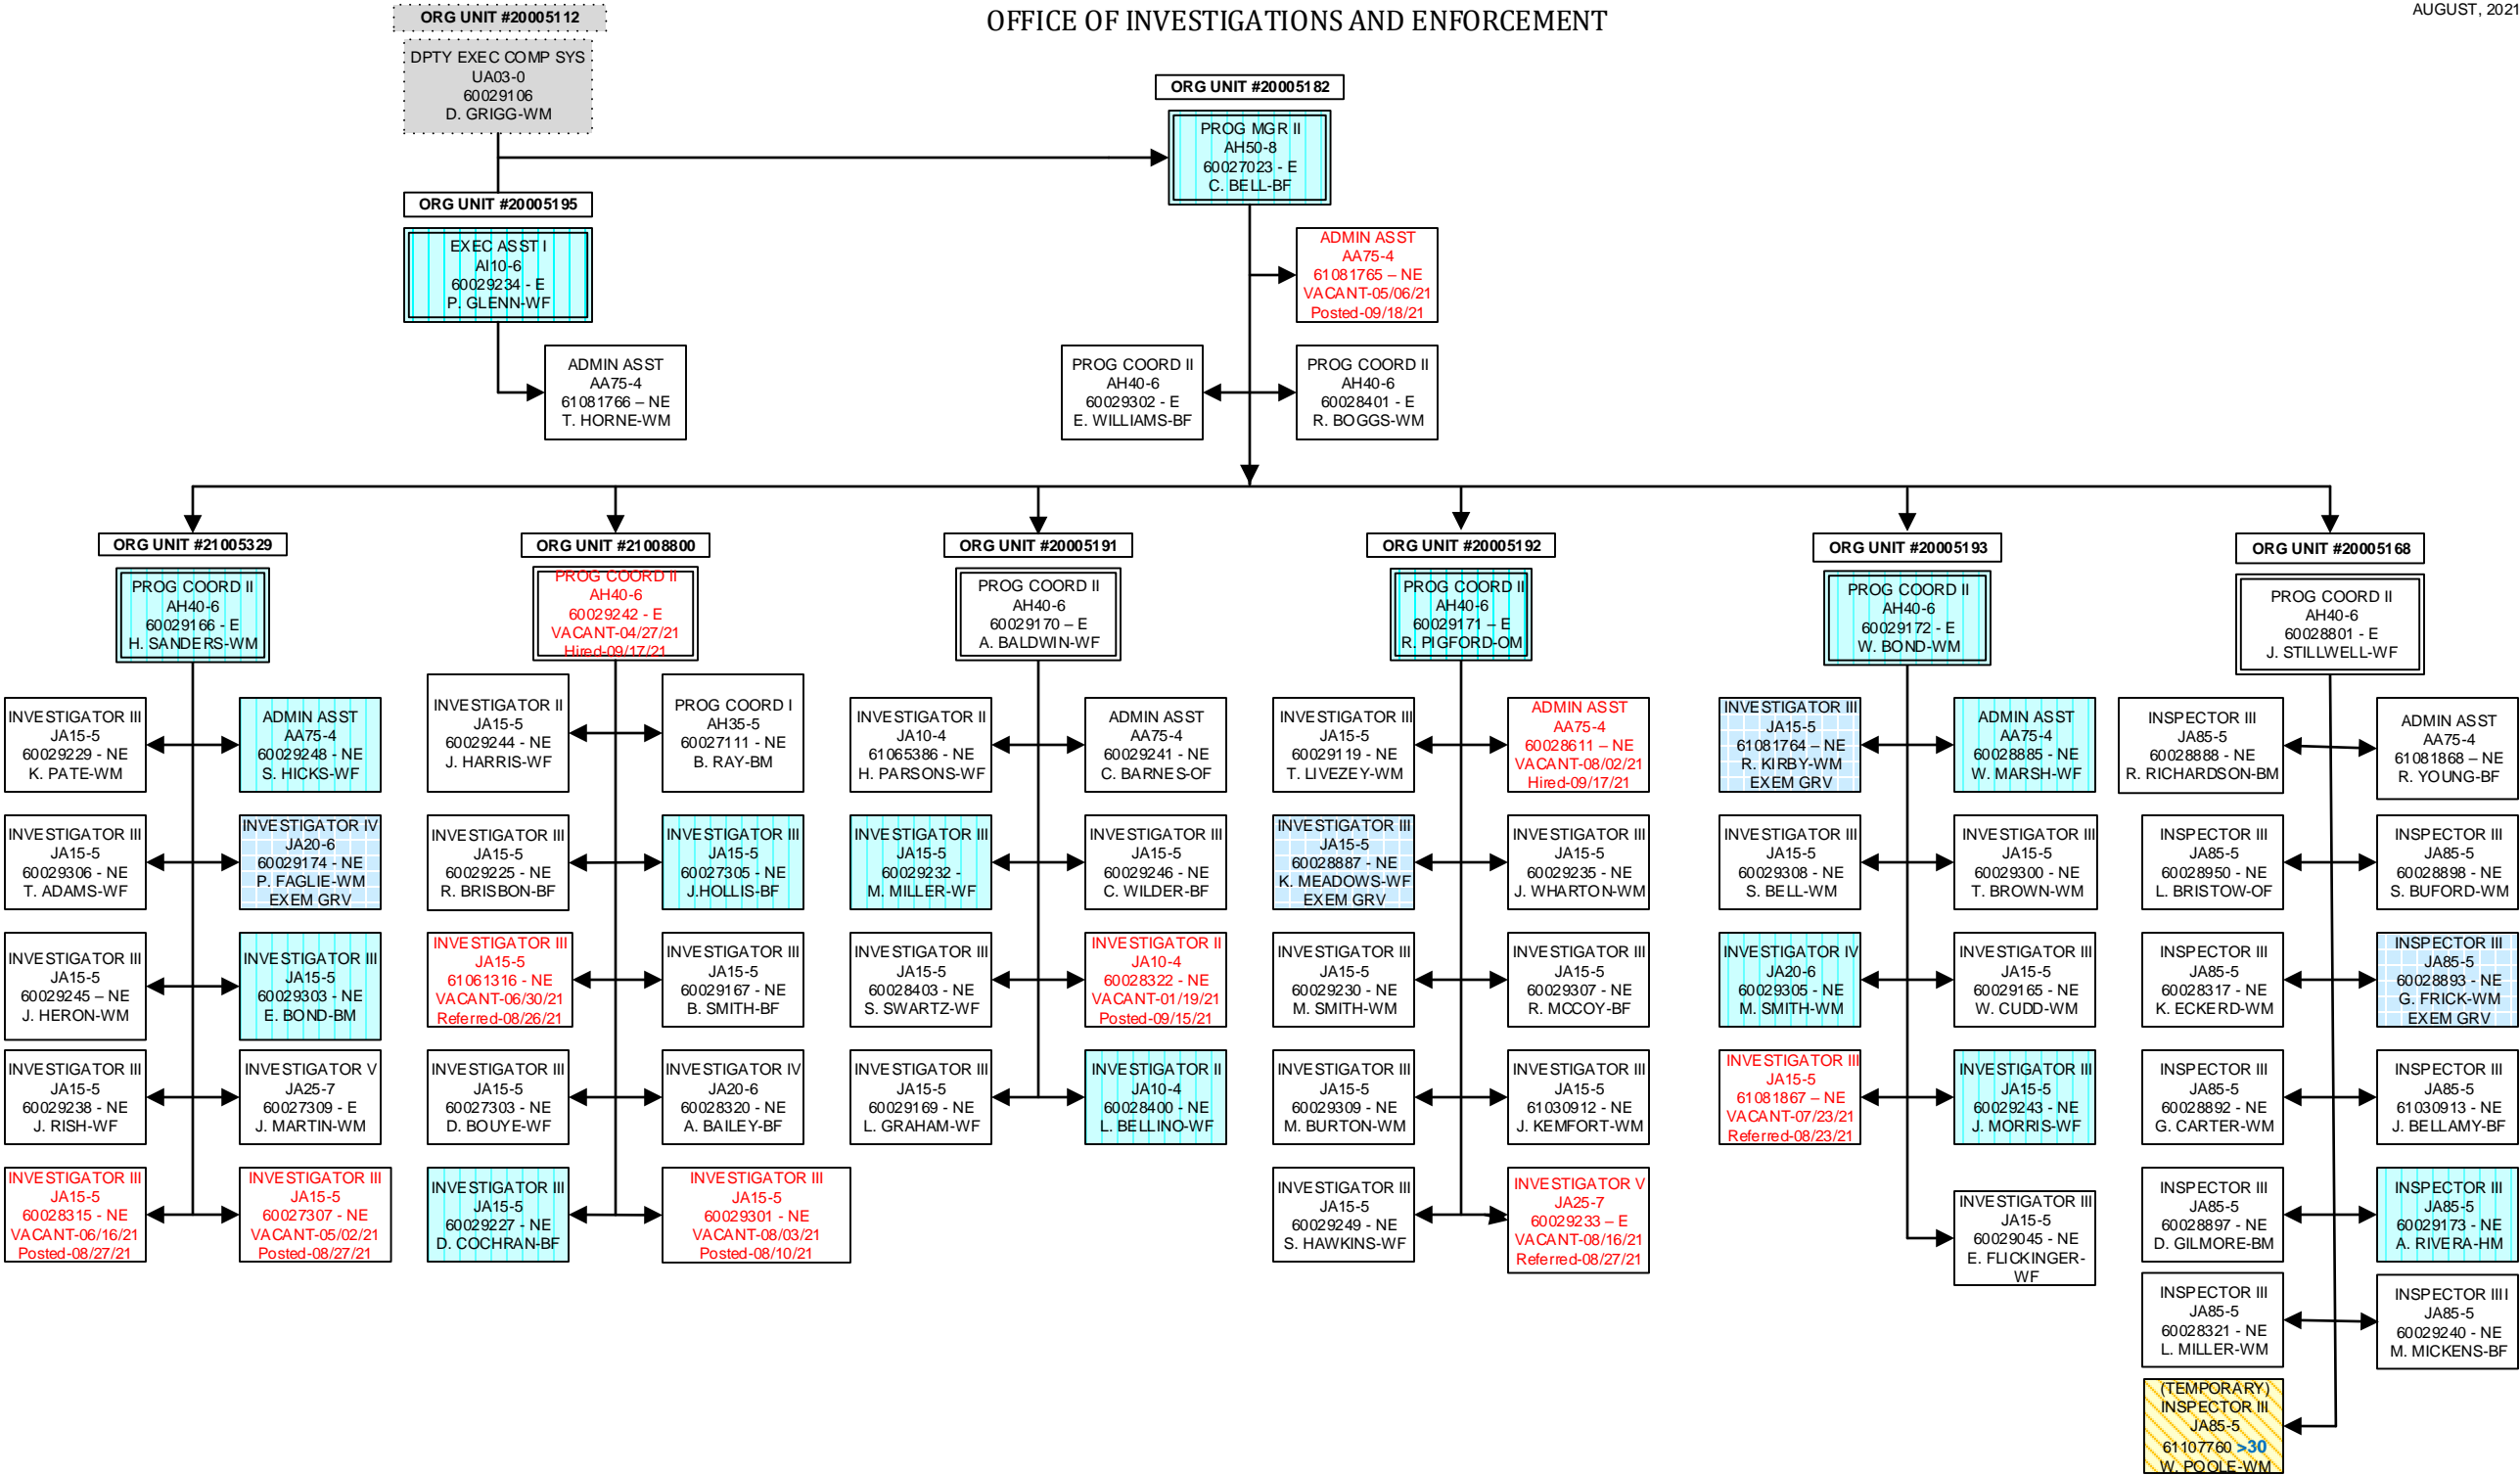 OFFICE OF INVESTIGATIONS AND ENFORCEMENT
AUGUST, 2021
ORG UNIT #20005112
DPTY EXEC COMP SYS
UA03-0
60029106
D. GRIGG-WM
ORG UNIT #20005182
PROG MGR II
AH50-8
60027023 - E
C. BELL-BF
ORG UNIT #20005195
EXEC ASST I
AI10-6
60029234 - E
P. GLENN-WF
ADMIN ASST
AA75-4
61081765 – NE
VACANT-05/06/21
Posted-09/18/21
ADMIN ASST
AA75-4
61081766 – NE
T. HORNE-WM
PROG COORD II
AH40-6
60029302 - E
E. WILLIAMS-BF
PROG COORD II
AH40-6
60028401 - E
R. BOGGS-WM
ORG UNIT #21005329
PROG COORD II
AH40-6
60029166 - E
H. SANDERS-WM
INVESTIGATOR III
JA15-5
60029229 - NE
K. PATE-WM
ADMIN ASST
AA75-4
60029248 - NE
S. HICKS-WF
INVESTIGATOR III
JA15-5
60029306 - NE
T. ADAMS-WF
INVESTIGATOR IV
JA20-6
60029174 - NE
P. FAGLIE-WM
EXEM GRV
INVESTIGATOR III
JA15-5
60029245 – NE
J. HERON-WM
INVESTIGATOR III
JA15-5
60029303 - NE
E. BOND-BM
INVESTIGATOR III
JA15-5
60029238 - NE
J. RISH-WF
INVESTIGATOR V
JA25-7
60027309 - E
J. MARTIN-WM
INVESTIGATOR III
JA15-5
60028315 - NE
VACANT-06/16/21
Posted-08/27/21
INVESTIGATOR III
JA15-5
60027307 - NE
VACANT-05/02/21
Posted-08/27/21
ORG UNIT #21008800
PROG COORD II
AH40-6
60029242 - E
VACANT-04/27/21
Hired-09/17/21
INVESTIGATOR II
JA15-5
60029244 - NE
J. HARRIS-WF
PROG COORD I
AH35-5
60027111 - NE
B. RAY-BM
INVESTIGATOR III
JA15-5
60029225 - NE
R. BRISBON-BF
INVESTIGATOR III
JA15-5
60027305 - NE
J.HOLLIS-BF
INVESTIGATOR III
JA15-5
61061316 - NE
VACANT-06/30/21
Referred-08/26/21
INVESTIGATOR III
JA15-5
60029167 - NE
B. SMITH-BF
INVESTIGATOR III
JA15-5
60027303 - NE
D. BOUYE-WF
INVESTIGATOR IV
JA20-6
60028320 - NE
A. BAILEY-BF
INVESTIGATOR III
JA15-5
60029227 - NE
D. COCHRAN-BF
INVESTIGATOR III
JA15-5
60029301 - NE
VACANT-08/03/21
Posted-08/10/21
ORG UNIT #20005191
PROG COORD II
AH40-6
60029170 – E
A. BALDWIN-WF
INVESTIGATOR II
JA10-4
61065386 - NE
H. PARSONS-WF
ADMIN ASST
AA75-4
60029241 - NE
C. BARNES-OF
INVESTIGATOR III
JA15-5
60029232 -
M. MILLER-WF
INVESTIGATOR III
JA15-5
60029246 - NE
C. WILDER-BF
INVESTIGATOR III
JA15-5
60028403 - NE
S. SWARTZ-WF
INVESTIGATOR II
JA10-4
60028322 - NE
VACANT-01/19/21
Posted-09/15/21
INVESTIGATOR III
JA15-5
60029169 - NE
L. GRAHAM-WF
INVESTIGATOR II
JA10-4
60028400 - NE
L. BELLINO-WF
ORG UNIT #20005192
PROG COORD II
AH40-6
60029171 – E
R. PIGFORD-OM
INVESTIGATOR III
JA15-5
60029119 - NE
T. LIVEZEY-WM
ADMIN ASST
AA75-4
60028611 – NE
VACANT-08/02/21
Hired-09/17/21
INVESTIGATOR III
JA15-5
60028887 - NE
K. MEADOWS-WF
EXEM GRV
INVESTIGATOR III
JA15-5
60029235 - NE
J. WHARTON-WM
INVESTIGATOR III
JA15-5
60029230 - NE
M. SMITH-WM
INVESTIGATOR III
JA15-5
60029307 - NE
R. MCCOY-BF
INVESTIGATOR III
JA15-5
60029309 - NE
M. BURTON-WM
INVESTIGATOR III
JA15-5
61030912 - NE
J. KEMFORT-WM
INVESTIGATOR III
JA15-5
60029249 - NE
S. HAWKINS-WF
INVESTIGATOR V
JA25-7
60029233 – E
VACANT-08/16/21
Referred-08/27/21
ORG UNIT #20005193
PROG COORD II
AH40-6
60029172 - E
W. BOND-WM
INVESTIGATOR III
JA15-5
61081764 – NE
R. KIRBY-WM
EXEM GRV
ADMIN ASST
AA75-4
60028885 - NE
W. MARSH-WF
INVESTIGATOR III
JA15-5
60029308 - NE
S. BELL-WM
INVESTIGATOR III
JA15-5
60029300 - NE
T. BROWN-WM
INVESTIGATOR IV
JA20-6
60029305 - NE
M. SMITH-WM
INVESTIGATOR III
JA15-5
60029165 - NE
W. CUDD-WM
INVESTIGATOR III
JA15-5
61081867 – NE
VACANT-07/23/21
Referred-08/23/21
INVESTIGATOR III
JA15-5
60029243 - NE
J. MORRIS-WF
INVESTIGATOR III
JA15-5
60029045 - NE
E. FLICKINGER-
WF
ORG UNIT #20005168
PROG COORD II
AH40-6
60028801 - E
J. STILLWELL-WF
INSPECTOR III
JA85-5
60028888 - NE
R. RICHARDSON-BM
ADMIN ASST
AA75-4
61081868 – NE
R. YOUNG-BF
INSPECTOR III
JA85-5
60028950 - NE
L. BRISTOW-OF
INSPECTOR III
JA85-5
60028898 - NE
S. BUFORD-WM
INSPECTOR III
JA85-5
60028317 - NE
K. ECKERD-WM
INSPECTOR III
JA85-5
60028893 - NE
G. FRICK-WM
EXEM GRV
INSPECTOR III
JA85-5
60028892 - NE
G. CARTER-WM
INSPECTOR III
JA85-5
61030913 - NE
J. BELLAMY-BF
INSPECTOR III
JA85-5
60028897 - NE
D. GILMORE-BM
INSPECTOR III
JA85-5
60029173 - NE
A. RIVERA-HM
INSPECTOR III
JA85-5
60028321 - NE
L. MILLER-WM
INSPECTOR IIII
JA85-5
60029240 - NE
M. MICKENS-BF
(TEMPORARY)
INSPECTOR III
JA85-5
61107760 >30
W. POOLE-WM